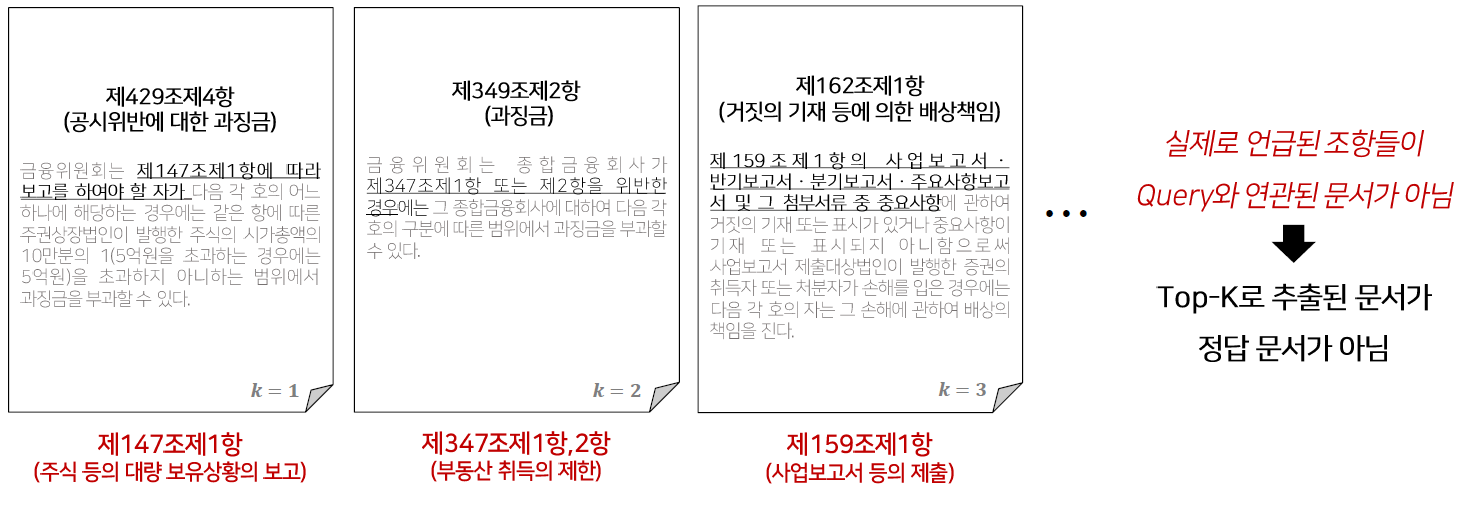 제429조제4항
(공시위반에 대한 과징금)
금융위원회는 제147조제1항에 따라
보고를 하여야 할 자가 다음 각 호의 어느
하나에 해당하는 경우에는 같은 항에 따른
주권상장법인이 발행한 주식의 시가총액의
10만분의 1(5억원을 초과하는 경우에는
5억원)을 초과하지 아니하는 범위에서
과징금을 부과할 수 있다.
k = 1
제147조제1항
(주식 등의 대량 보유상황의 보고)
제349조제2항
(과징금)
금융위원회는 종합금융회사가
제347조제1항 또는 제2항을 위반한
경우에는 그 종합금융회사에 대하여 다음 각
호의 구분에 따른 범위에서 과징금을 부과할
수 있다.
k = 2
제347조제1항,2항
(부동산 취득의 제한)
제162조제1항
(거짓의 기재 등에 의한 배상책임)
제159조제1항의 사업보고서·
반기보고서·분기보고서·주요사항보고
서 및 그 첨부서류 중 중요사항에 관하여
거짓의 기재 또는 표시가 있거나 중요사항이
기재 또는 표시되지 아니함으로써
사업보고서 제출대상법인이 발행한 증권의
취득자 또는 처분자가 손해를 입은 경우에는
다음 각 호의 자는 그 손해에 관하여 배상의
책임을 진다.
k = 3
제159조제1항
(사업보고서 등의 제출)
···
실제로 언급된 조항들이
Query와 연관된 문서가 아님
Top-K로 추출된 문서가
정답 문서가 아님